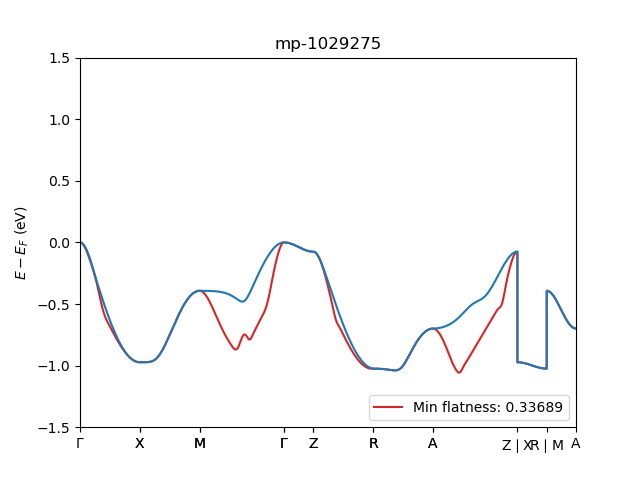 mp-1029275
E − E_F (eV)
1.5
1.0
0.5
0.0
−0.5
−1.0
−1.5
Min flatness: 0.33689
Γ X M Γ Z R A Z | X R | M A